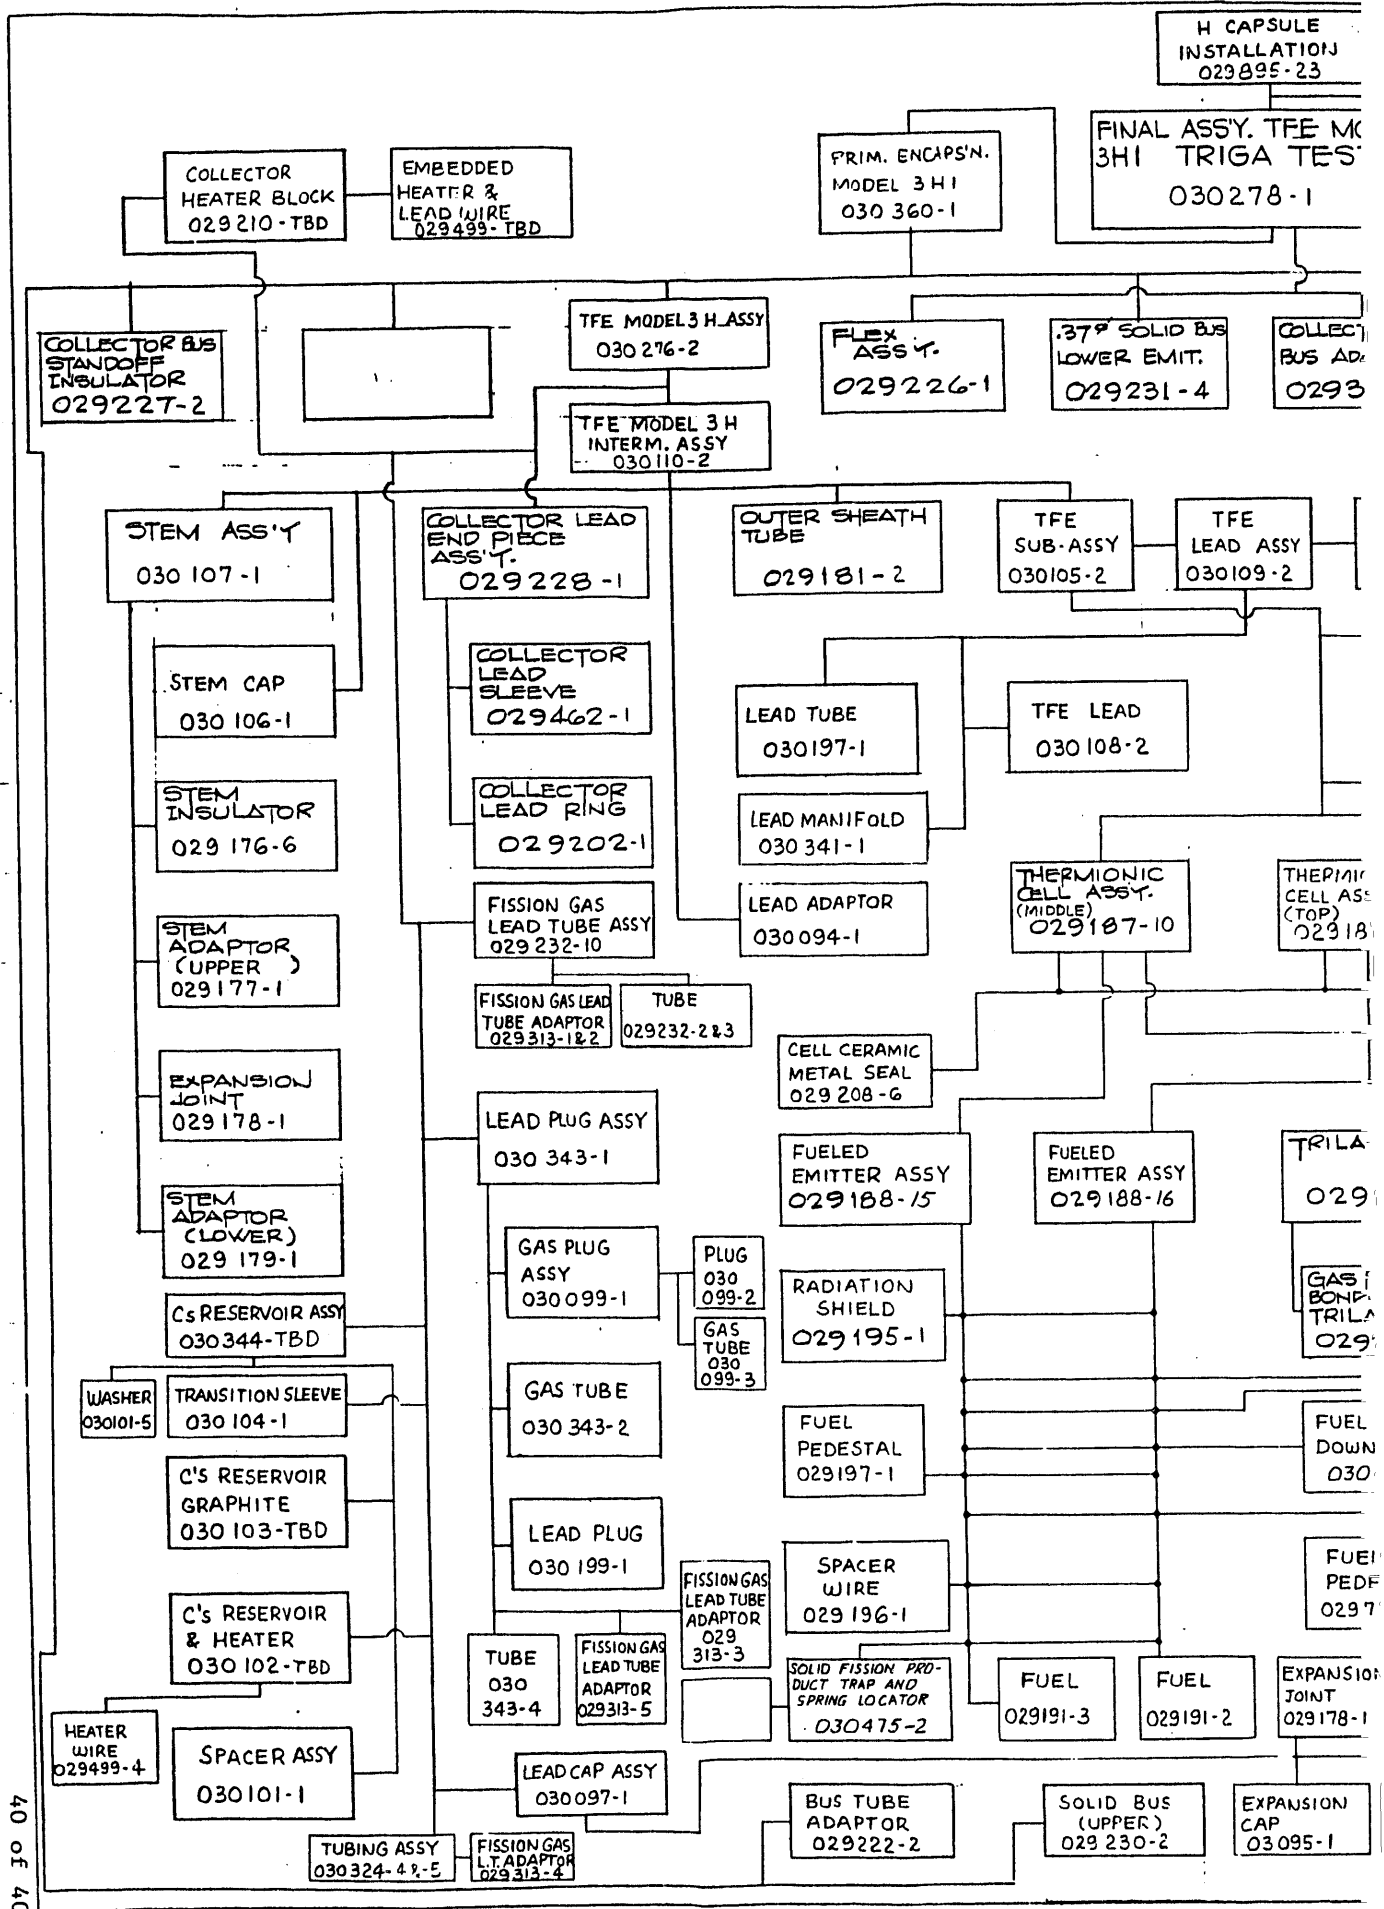 H CAPSULE
INSTALLATION
029895-23
FINAL ASS'Y. TFE
3H1 TRIGA TEST
030278-1
PRIM. ENCAPS'N.
MODEL 3H1
030 360-1
COLLECTOR
HEATER BLOCK
029210-TBD
EMBEDDED
HEATER &
LEAD WIRE
029499-TBD
COLLECTOR BUS
STANDOFF
INSULATOR
029227-2
TFE MODEL 3 H ASSY
030276-2
FLEX
ASS'Y.
029226-1
.37ø SOLID BUS
LOWER EMIT.
029231-4
BUS
TFE MODEL 3 H
INTERM. ASSY
030110-2
STEM ASS'Y
030 107-1
COLLECTOR LEAD
END PIECE
ASS'Y.
029228-1
OUTER SHEATH
TUBE
029181-2
TFE
SUB-ASSY
030105-2
TFE
LEAD ASSY
030109-2
STEM CAP
030 106-1
COLLECTOR
LEAD
SLEEVE
029462-1
LEAD TUBE
030197-1
TFE LEAD
030108-2
STEM
INSULATOR
029 176-6
COLLECTOR
LEAD RING
029202-1
LEAD MANIFOLD
030341-1
THERMIONIC
CELL ASSY.
(MIDDLE)
029187-10
CELL
(TOP)
FISSION GAS
LEAD TUBE ASSY
029 232-10
LEAD ADAPTOR
030094-1
STEM
ADAPTOR
(UPPER )
029177-1
FISSION GAS LEAD
TUBE ADAPTOR
029313-1&2
TUBE
029232-2&3
CELL CERAMIC
METAL SEAL
029 208-6
EXPANSION
JOINT
029178-1
LEAD PLUG ASSY
030 343-1
FUELED
EMITTER ASSY
029188-15
FUELED
EMITTER ASSY
029188-16
STEM
ADAPTOR
(LOWER)
029 179-1
GAS PLUG
ASSY
030099-1
PLUG
030
099-2
GAS
TUBE
030
099-3
RADIATION
SHIELD
029195-1
GAS
Cs RESERVOIR ASSY
030344-TBD
WASHER
030101-5
TRANSITION SLEEVE
030 104-1
GAS TUBE
030 343-2
FUEL
PEDESTAL
029197-1
FUEL
DOWN
C's RESERVOIR
GRAPHITE
030 103-TBD
LEAD PLUG
030 199-1
SPACER
WIRE
029 196-1
C's RESERVOIR
& HEATER
030 102-TBD
TUBE
030
343-4
FISSION GAS
LEAD TUBE
ADAPTOR
029313-5
FISSION GAS
LEAD TUBE
ADAPTOR
029
313-3
SOLID FISSION PRO-
DUCT TRAP AND
SPRING LOCATOR
030475-2
FUEL
029191-3
FUEL
029191-2
EXPANSION
JOINT
029178-1
HEATER
WIRE
029499-4
SPACER ASSY
030101-1
LEAD CAP ASSY
030097-1
BUS TUBE
ADAPTOR
029222-2
SOLID BUS
(UPPER)
029 230-2
EXPANSION
CAP
03095-1
TUBING ASSY
030324-4&-5
FISSION GAS
L.T. ADAPTOR
029313-4
40 of 40